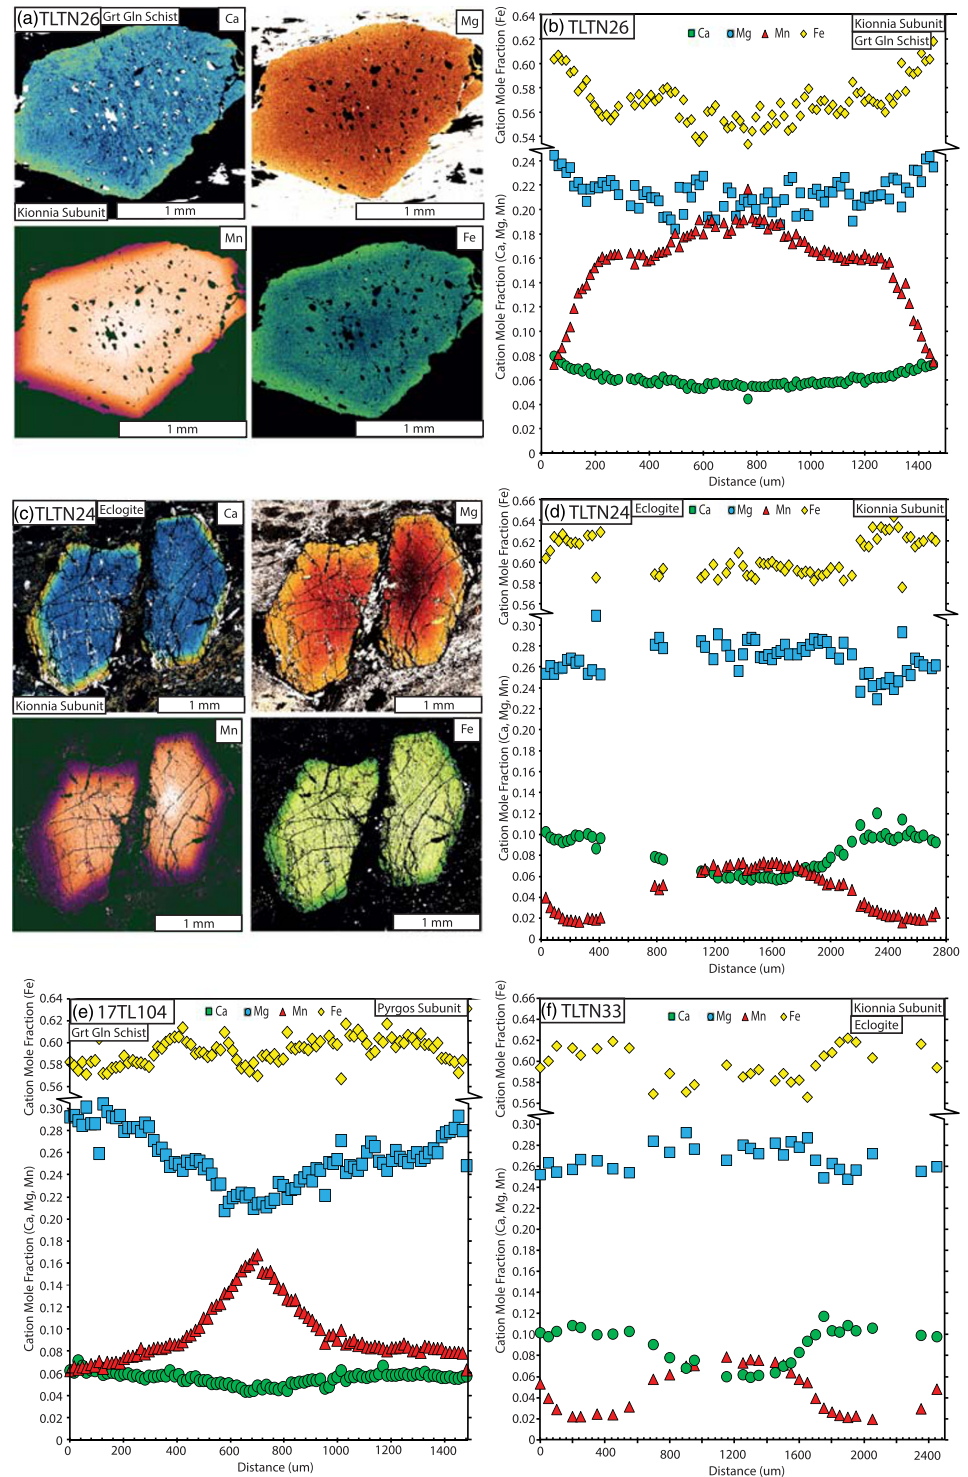 (a) TLTN26 Grt Gln Schist Ca
Mg
Kionnia Subunit
1 mm
1 mm
Mn
Fe
1 mm
1 mm
(b) TLTN26
Ca Mg Mn Fe
Kionnia Subunit
Grt Gln Schist
Cation Mole Fraction (Fe)
0.64
0.62
0.60
0.58
0.56
0.54
0.52
Cation Mole Fraction (Ca, Mg, Mn)
0.24
0.22
0.20
0.18
0.16
0.14
0.12
0.10
0.08
0.06
0.04
0.02
0
0 200 400 600 800 1000 1200 1400
Distance (um)
(c) TLTN24 Eclogite Ca
Mg
Kionnia Subunit
1 mm
1 mm
Mn
Fe
1 mm
1 mm
(d) TLTN24 Eclogite
Ca Mg Mn Fe
Kionnia Subunit
Cation Mole Fraction (Fe)
0.66
0.64
0.62
0.60
0.58
0.56
Cation Mole Fraction (Ca, Mg, Mn)
0.30
0.28
0.26
0.24
0.22
0.20
0.18
0.16
0.14
0.12
0.10
0.08
0.06
0.04
0.02
0
0 400 800 1200 1600 2000 2400 2800
Distance (um)
(e) 17TL104
Grt Gln Schist
Ca Mg Mn Fe
Pyrgos Subunit
Cation Mole Fraction (Fe)
0.64
0.62
0.60
0.58
0.56
Cation Mole Fraction (Ca, Mg, Mn)
0.30
0.28
0.26
0.24
0.22
0.20
0.18
0.16
0.14
0.12
0.10
0.08
0.06
0.04
0.02
0
0 200 400 600 800 1000 1200 1400
Distance (um)
(f) TLTN33
Ca Mg Mn Fe
Kionnia Subunit
Eclogite
Cation Mole Fraction (Fe)
0.66
0.64
0.62
0.60
0.58
0.56
Cation Mole Fraction (Ca, Mg, Mn)
0.30
0.28
0.26
0.24
0.22
0.20
0.18
0.16
0.14
0.12
0.10
0.08
0.06
0.04
0.02
0
0 400 800 1200 1600 2000 2400
Distance (um)